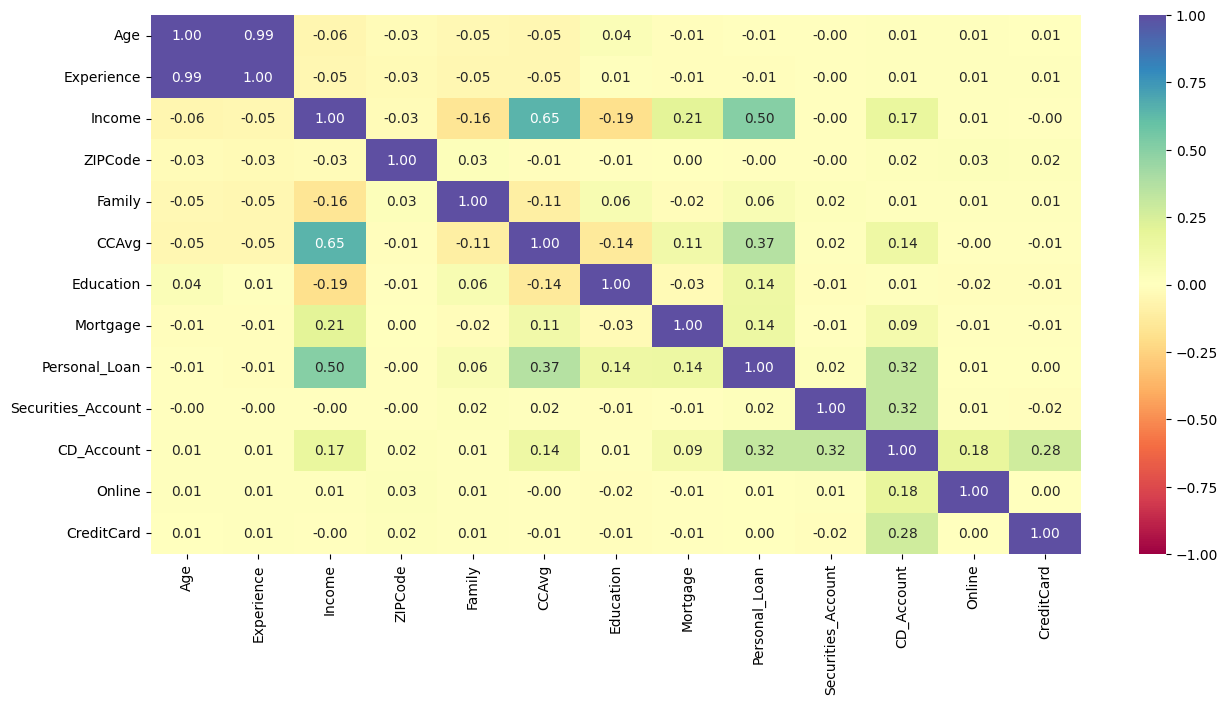 Age 1.00 0.99 -0.06 -0.03 -0.05 -0.05 0.04 -0.01 -0.01 -0.00 0.01 0.01 0.01
Experience 0.99 1.00 -0.05 -0.03 -0.05 -0.05 0.01 -0.01 -0.01 -0.00 0.01 0.01 0.01
Income -0.06 -0.05 1.00 -0.03 -0.16 0.65 -0.19 0.21 0.50 -0.00 0.17 0.01 -0.00
ZIPCode -0.03 -0.03 -0.03 1.00 0.03 -0.01 -0.01 0.00 -0.00 -0.00 0.02 0.03 0.02
Family -0.05 -0.05 -0.16 0.03 1.00 -0.11 0.06 -0.02 0.06 0.02 0.01 0.01 0.01
CCAvg -0.05 -0.05 0.65 -0.01 -0.11 1.00 -0.14 0.11 0.37 0.02 0.14 -0.00 -0.01
Education 0.04 0.01 -0.19 -0.01 0.06 -0.14 1.00 -0.03 0.14 -0.01 0.01 -0.02 -0.01
Mortgage -0.01 -0.01 0.21 0.00 -0.02 0.11 -0.03 1.00 0.14 -0.01 0.09 -0.01 -0.01
Personal_Loan -0.01 -0.01 0.50 -0.00 0.06 0.37 0.14 0.14 1.00 0.02 0.32 0.01 0.00
Securities_Account -0.00 -0.00 -0.00 -0.00 0.02 0.02 -0.01 -0.01 0.02 1.00 0.32 0.01 -0.02
CD_Account 0.01 0.01 0.17 0.02 0.01 0.14 0.01 0.09 0.32 0.32 1.00 0.18 0.28
Online 0.01 0.01 0.01 0.03 0.01 -0.00 -0.02 -0.01 0.01 0.01 0.18 1.00 0.00
CreditCard 0.01 0.01 -0.00 0.02 0.01 -0.01 -0.01 -0.01 0.00 -0.02 0.28 0.00 1.00
Age Experience Income ZIPCode Family CCAvg Education Mortgage Personal_Loan Securities_Account CD_Account Online CreditCard
1.00
0.75
0.50
0.25
0.00
−0.25
−0.50
−0.75
−1.00